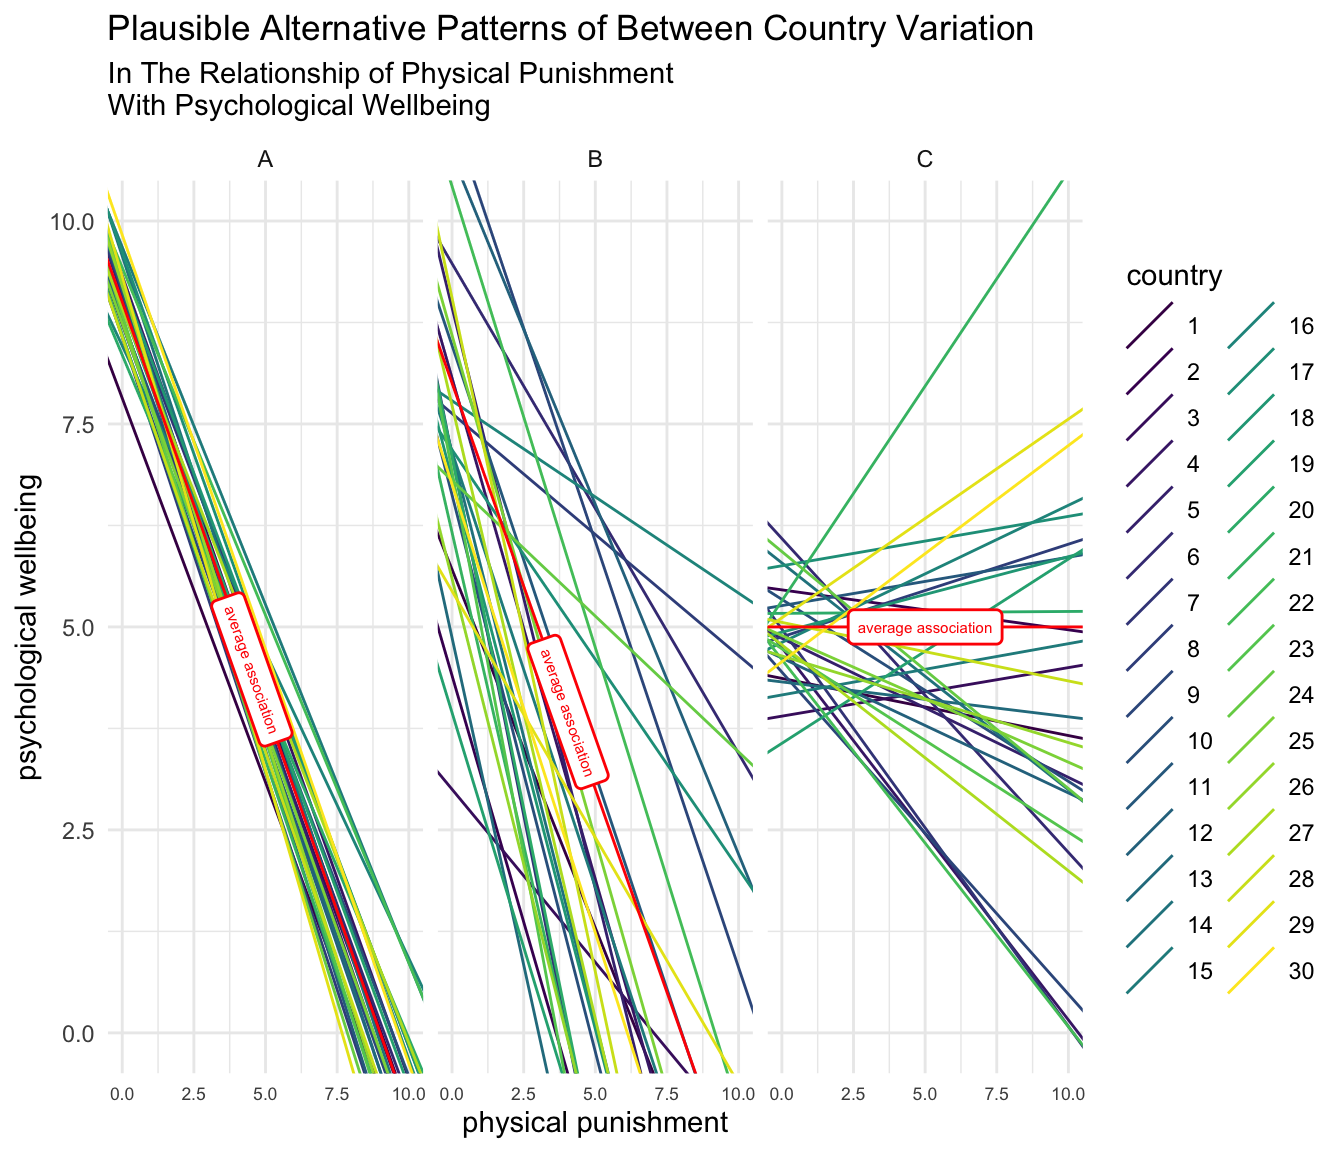 Plausible Alternative Patterns of Between Country Variation
In The Relationship of Physical Punishment
With Psychological Wellbeing
A
B
C
psychological wellbeing
10.0
7.5
5.0
2.5
0.0
average association
average association
average association
0.0 2.5 5.0 7.5 10.0
0.0 2.5 5.0 7.5 10.0
0.0 2.5 5.0 7.5 10.0
physical punishment
country
1
2
3
4
5
6
7
8
9
10
11
12
13
14
15
16
17
18
19
20
21
22
23
24
25
26
27
28
29
30